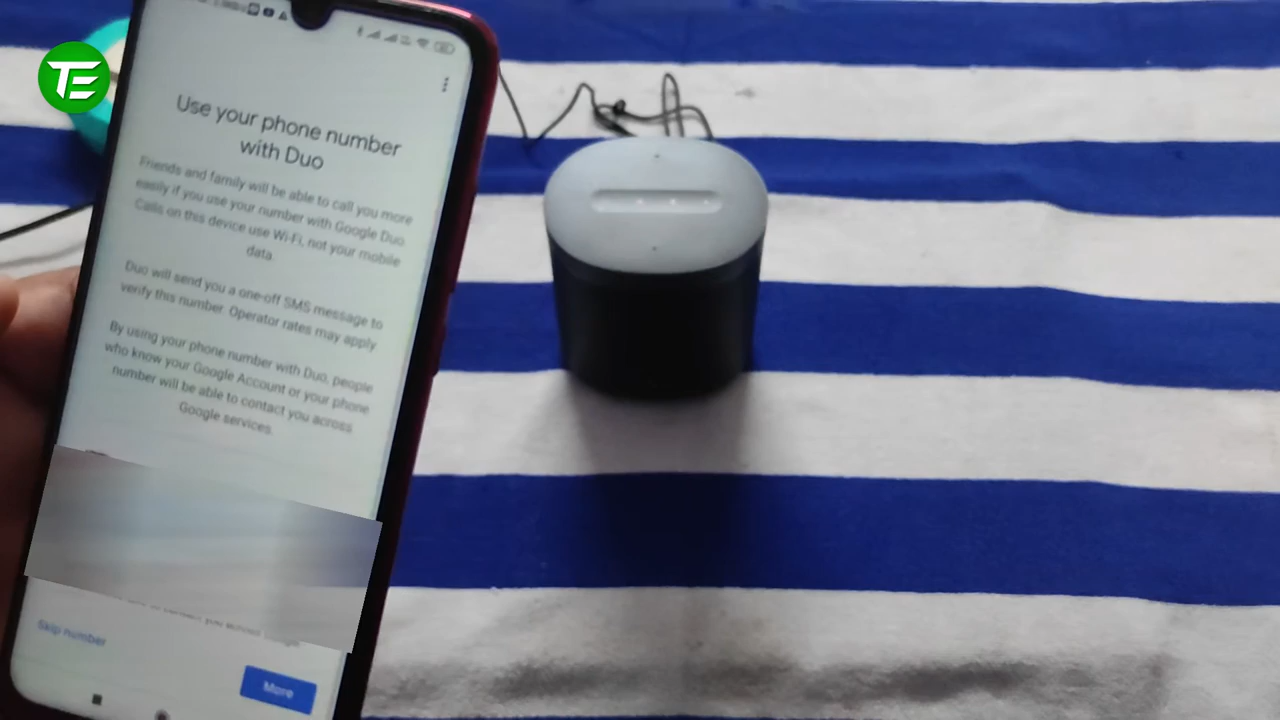 TE
Use your phone number
with Duo
Friends and family will be able to call you more
easily if you use your number with Google Duo.
Calls on this device use Wi-Fi, not your mobile
data.
Duo will send you a one-off SMS message to
verify this number. Operator rates may apply
By using your phone number with Duo, people
who know your Google Account or your phone
number will be able to contact you across
Google services.
Skip number
More